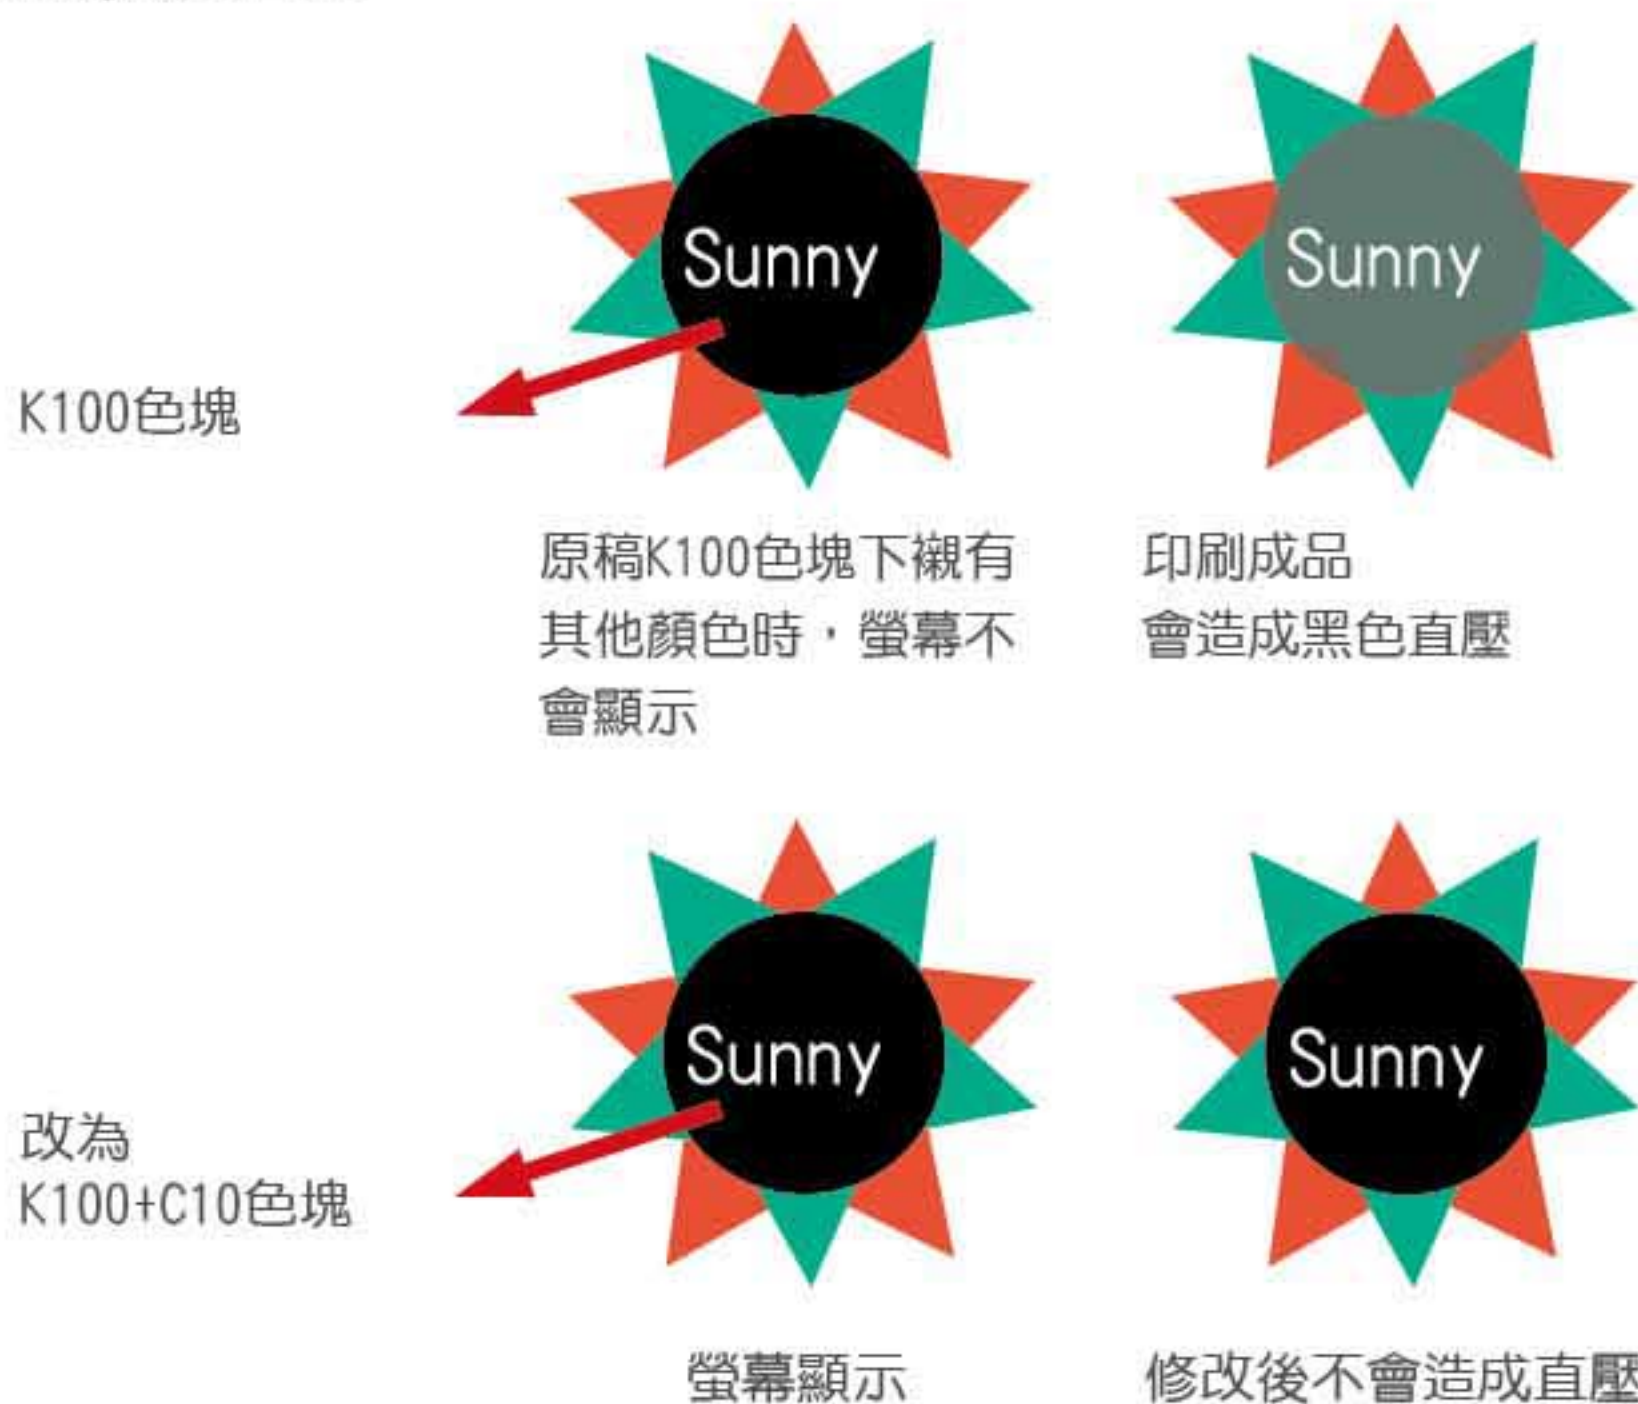 Sunny
Sunny
K100色塊
原稿K100色塊下襯有
其他顏色時，螢幕不
會顯示
印刷成品
會造成黑色直壓
Sunny
Sunny
改為
K100+C10色塊
螢幕顯示
修改後不會造成直壓